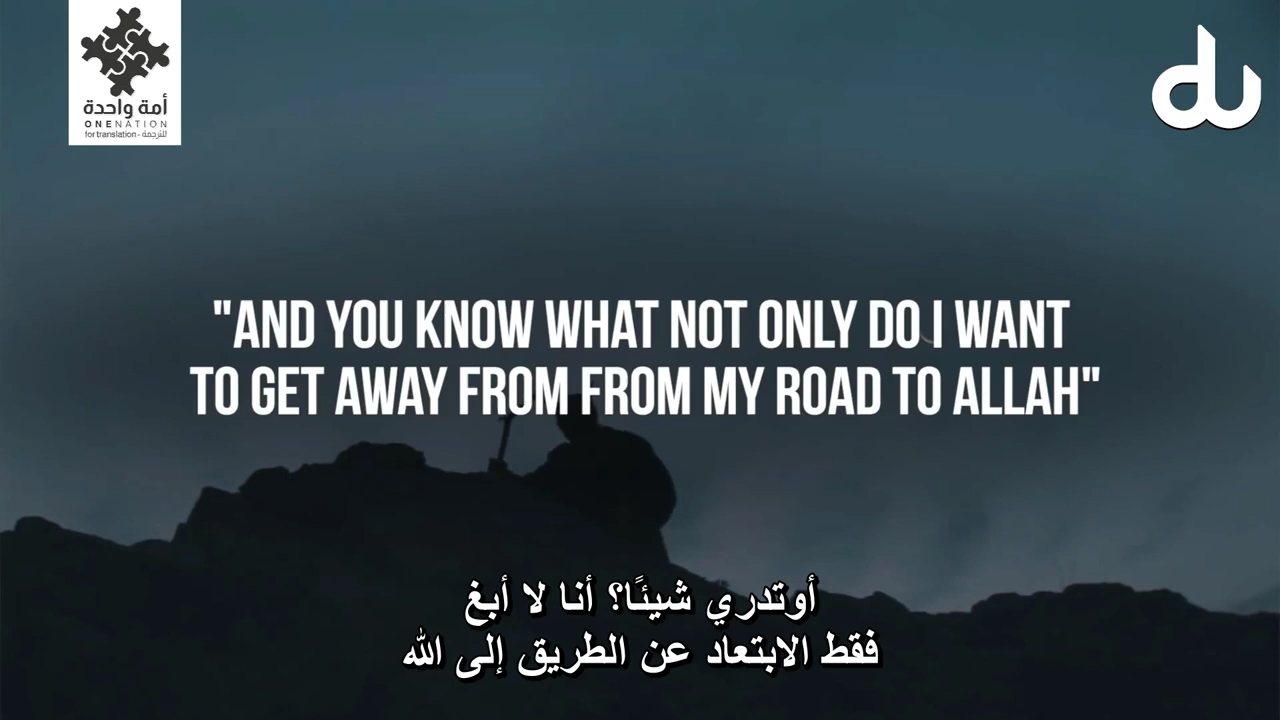 أمة واحدة
ONENATION
for translation - للترجمة
du
"AND YOU KNOW WHAT NOT ONLY DO I WANT
TO GET AWAY FROM FROM MY ROAD TO ALLAH"
أوتدري شيئًا؟ أنا لا أبغ
فقط الابتعاد عن الطريق إلى الله